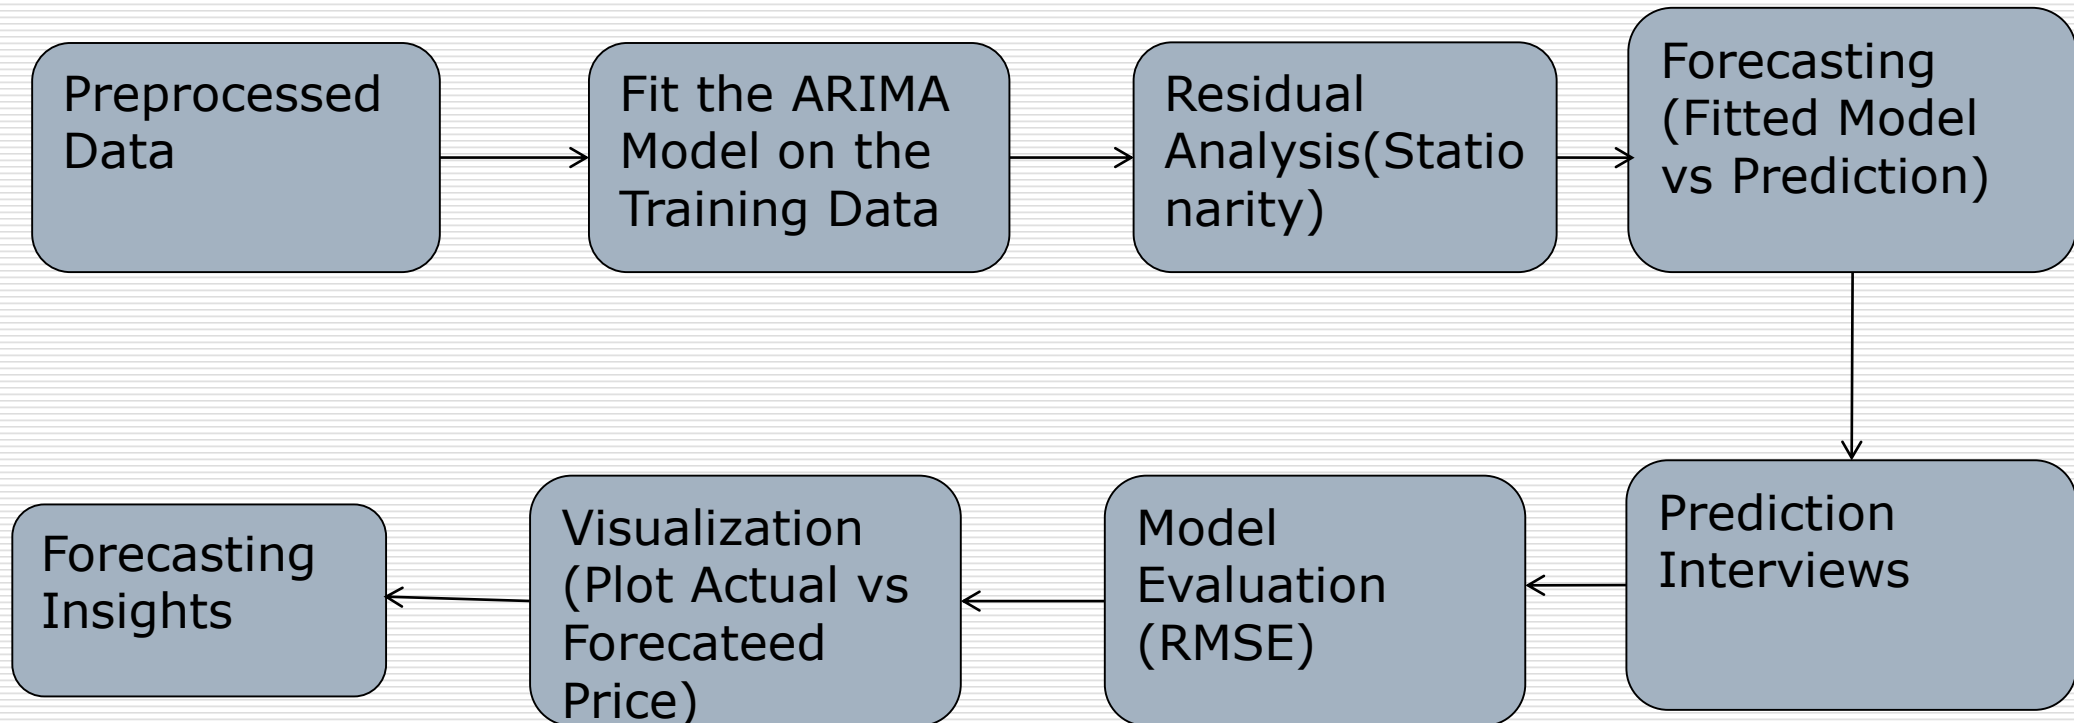 Preprocessed
Data
Fit the ARIMA
Model on the
Training Data
Residual
Analysis(Statio
narity)
Forecasting
(Fitted Model
vs Prediction)
Prediction
Interviews
Model
Evaluation
(RMSE)
Visualization
(Plot Actual vs
Forecateed
Price)
Forecasting
Insights